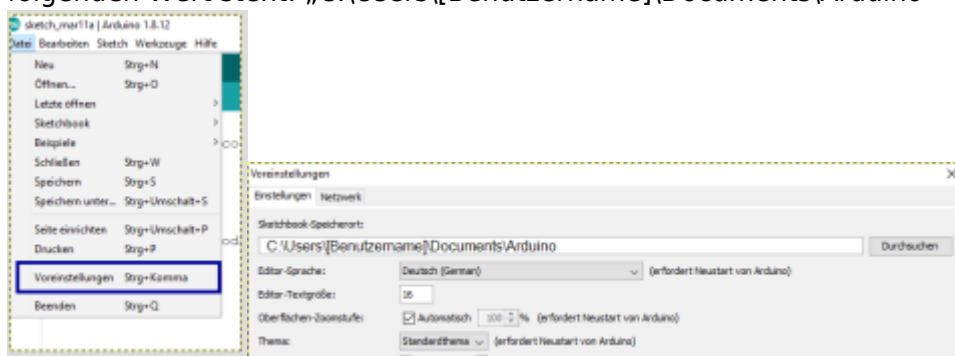 folgenden Wert steht: „C:\Users\[Benutzername]\Documents\Arduino
sketch_mar11a | Arduino 1.8.12
Datei Bearbeiten Sketch Werkzeuge Hilfe
Neu Strg+N
Öffnen... Strg+O
Letzte öffnen >
Sketchbook >
Beispiele >
Schließen Strg+W
Speichern Strg+S
Speichern unter... Strg+Umschalt+S
Seite einrichten Strg+Umschalt+P
Drucken Strg+P
Voreinstellungen Strg+Komma
Beenden Strg+Q
co
od
Voreinstellungen X
Einstellungen Netzwerk
Sketchbook-Speicherort:
C:\Users\[Benutzername]\Documents\Arduino Durchsuchen
Editor-Sprache: Deutsch (German) (erfordert Neustart von Arduino)
Editor-Textgröße: 16
Oberflächen-Zoomstufe: Automatisch 100 % (erfordert Neustart von Arduino)
Thema: Standardthema (erfordert Neustart von Arduino)